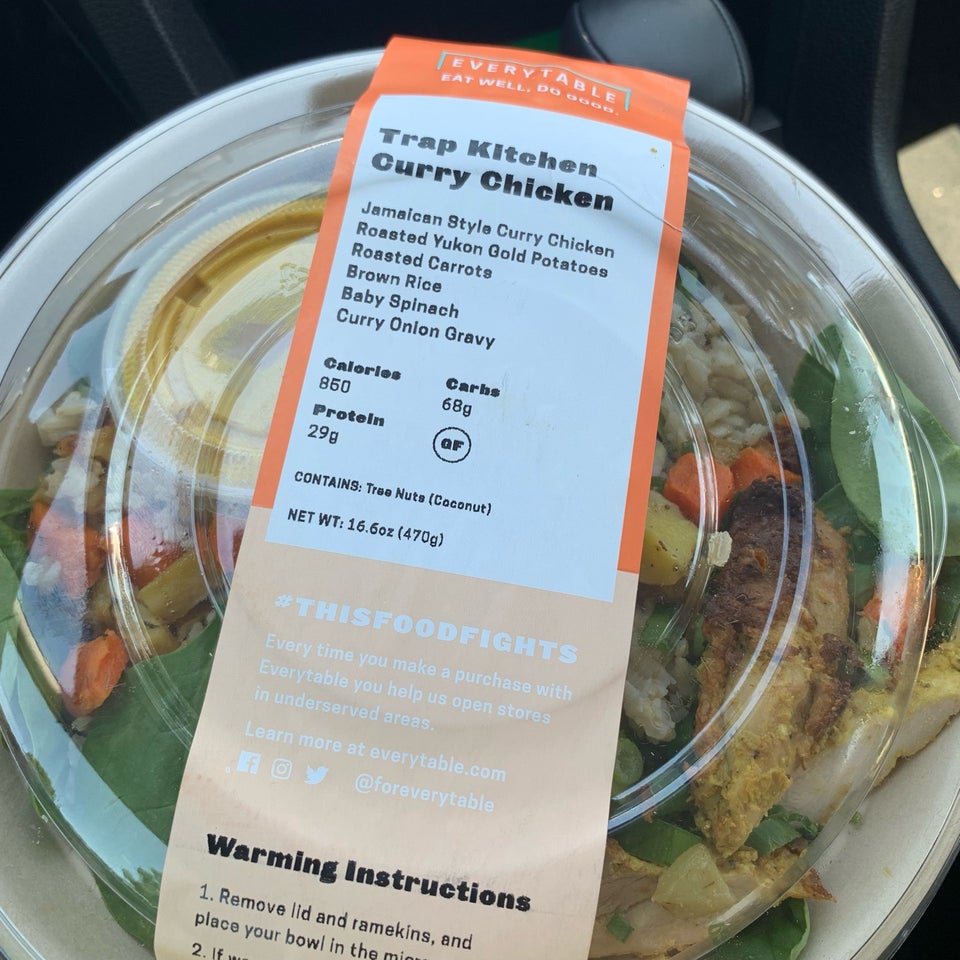 EVERYTABLE
EAT WELL. DO GOOD.
Trap Kitchen
Curry Chicken
Jamaican Style Curry Chicken
Roasted Yukon Gold Potatoes
Roasted Carrots
Brown Rice
Baby Spinach
Curry Onion Gravy
Calories Carbs
850 68g
Protein
29g GF
CONTAINS: Tree Nuts (Coconut)
NET WT: 16.6oz (470g)
#THISFOODFIGHTS
Every time you make a purchase with
Everytable you help us open stores
in underserved areas.
Learn more at everytable.com
@foreverytable
Warming Instructions
1. Remove lid and ramekins, and
place your bowl in the
2. If